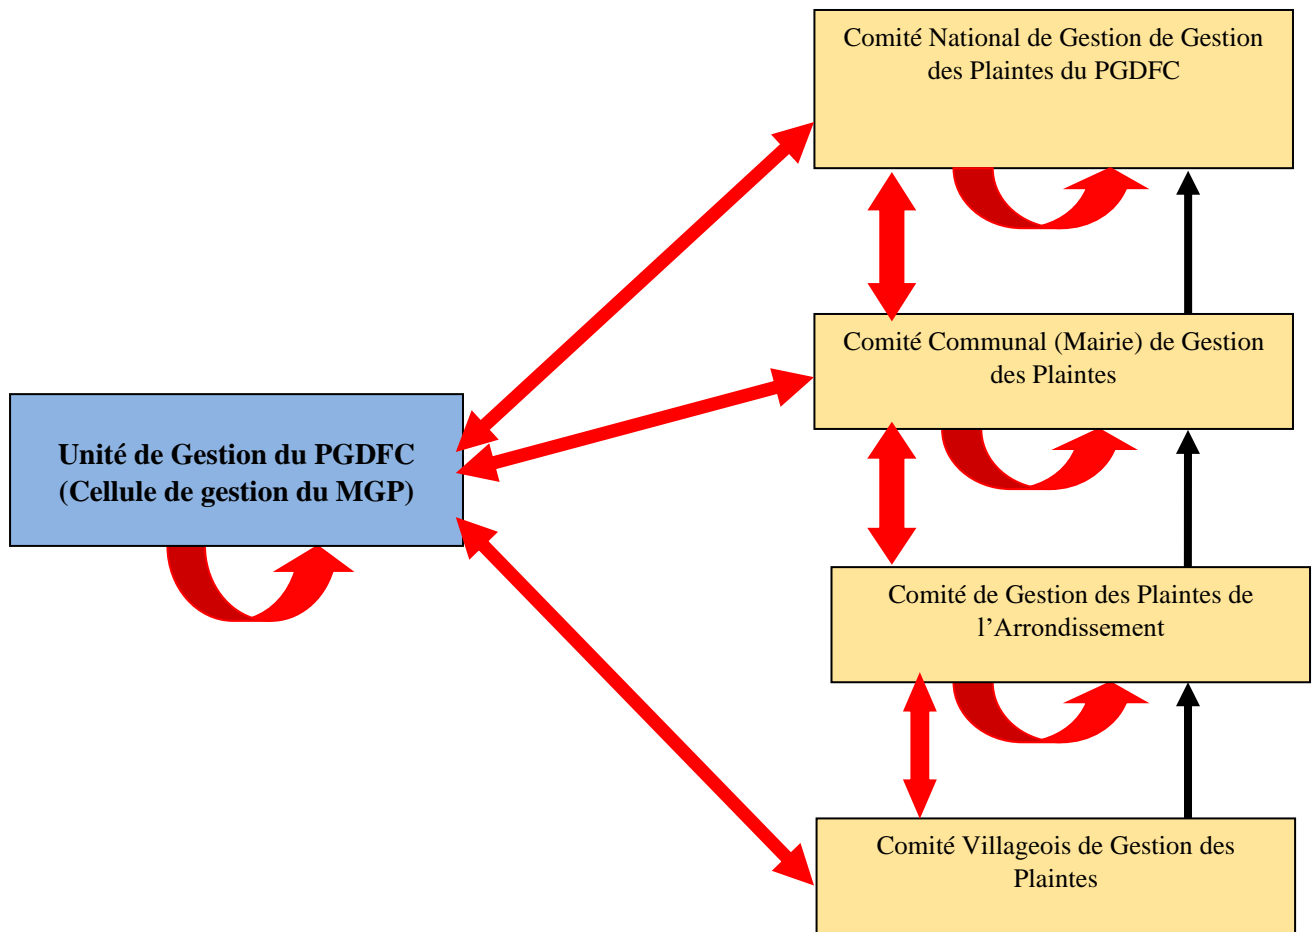 Comité National de Gestion de Gestion
des Plaintes du PGDFC
Comité Communal (Mairie) de Gestion
des Plaintes
Unité de Gestion du PGDFC
(Cellule de gestion du MGP)
Comité de Gestion des Plaintes de
l’Arrondissement
Comité Villageois de Gestion des
Plaintes